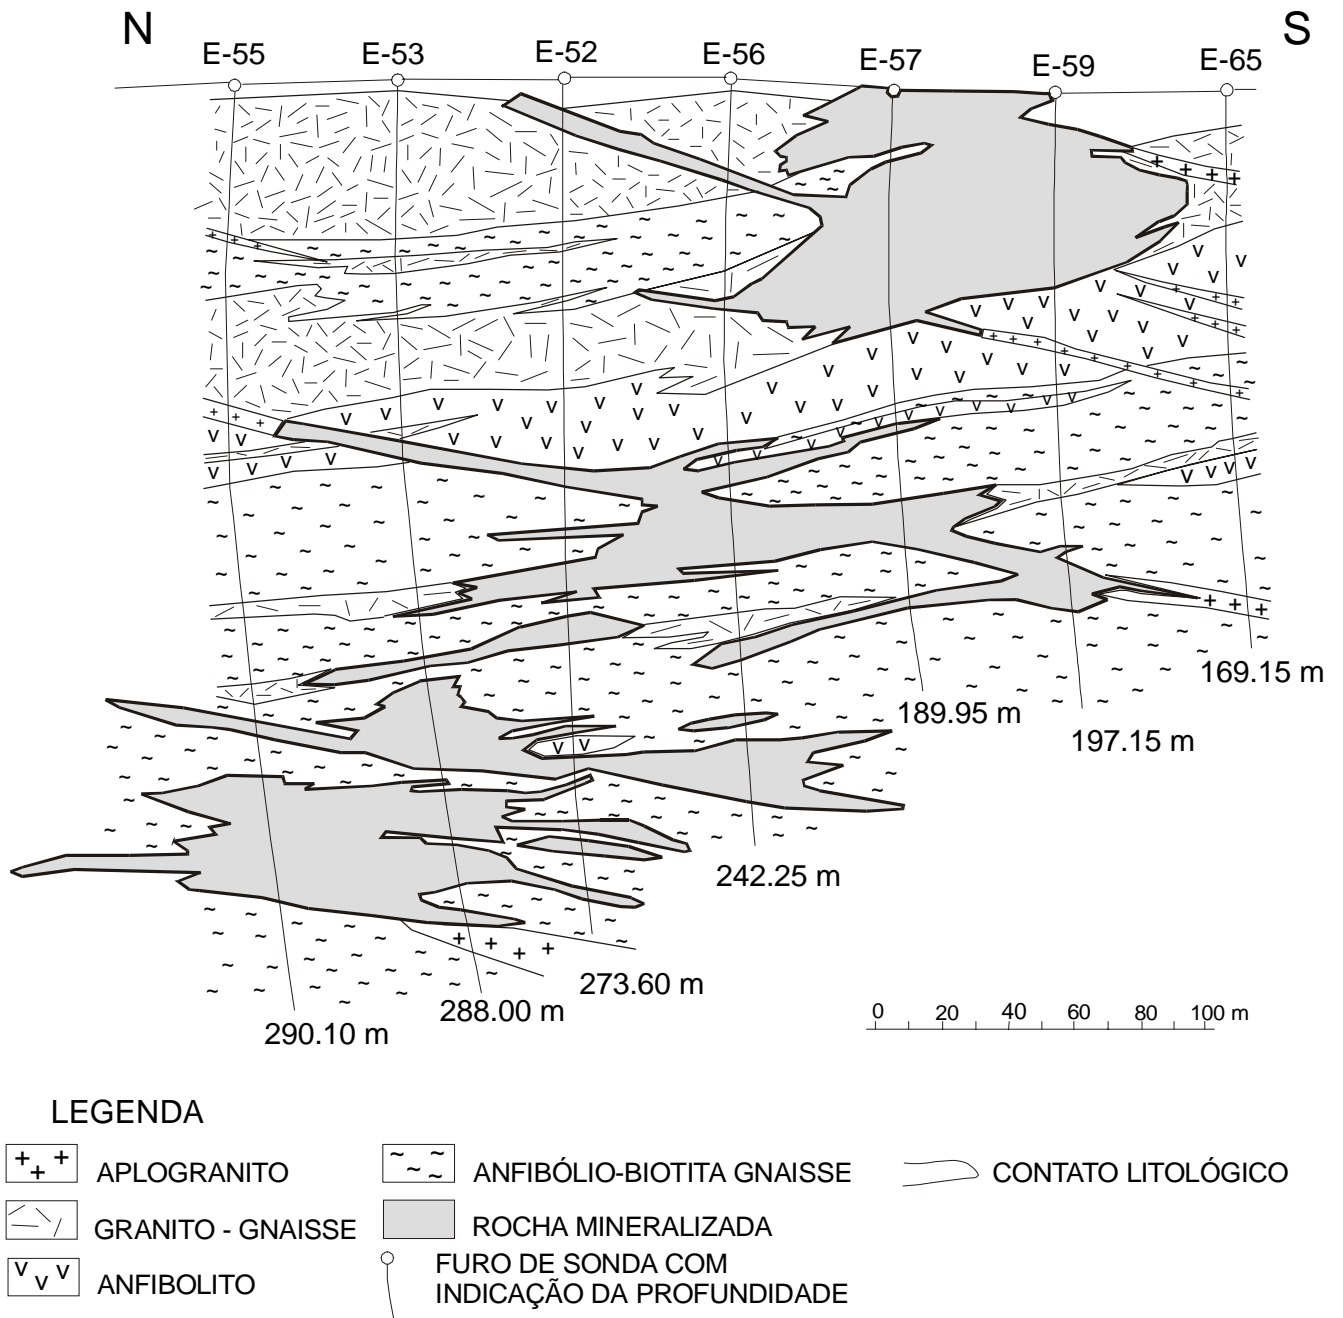 N
S
E-55
E-53
E-52
E-56
E-57
E-59
E-65
169.15 m
189.95 m
197.15 m
242.25 m
273.60 m
288.00 m
290.10 m
0 20 40 60 80 100 m
LEGENDA
APLOGRANITO
ANFIBÓLIO-BIOTITA GNAISSE
CONTATO LITOLÓGICO
GRANITO - GNAISSE
ROCHA MINERALIZADA
ANFIBOLITO
FURO DE SONDA COM
INDICAÇÃO DA PROFUNDIDADE